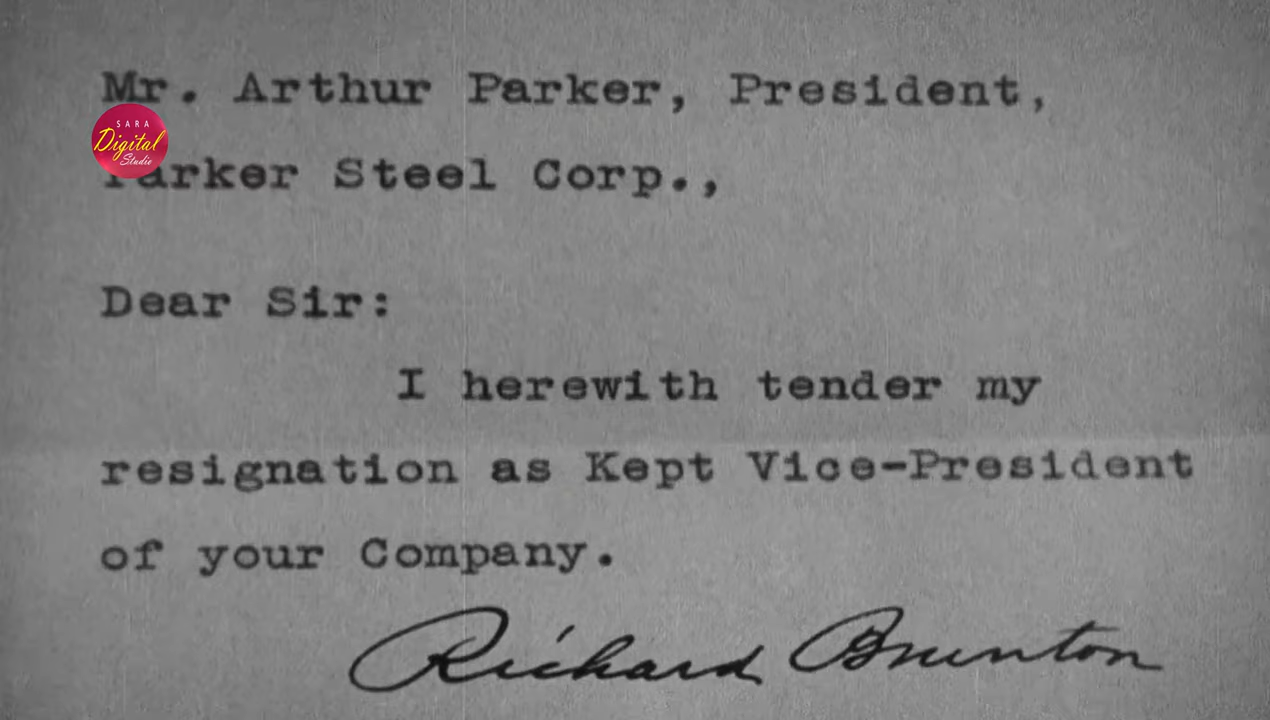 Mr. Arthur Parker, President,
SARA
Digital
Studio
Parker Steel Corp.,
Dear Sir:
I herewith tender my
resignation as Kept Vice-President
of your Company.
Richard Brunton